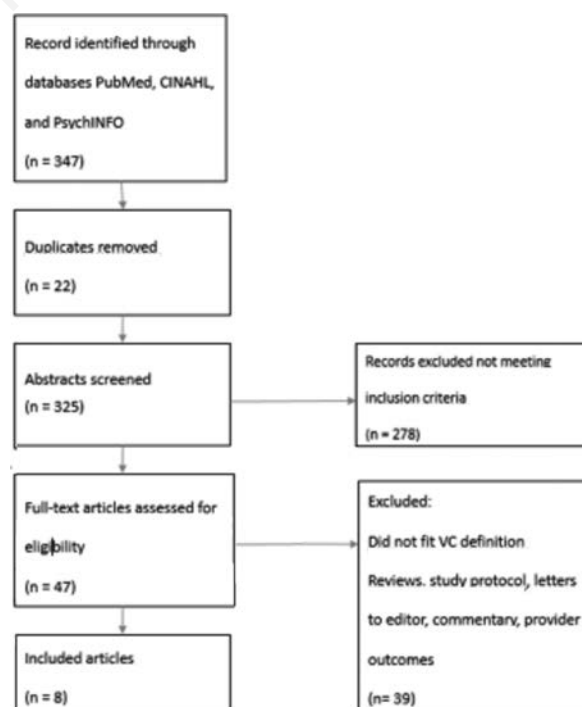 Record identified through
databases PubMed, CINAHL,
and PsychINFO
(n = 347)
Duplicates removed
(n = 22)
Abstracts screened
(n = 325)
Records excluded not meeting
inclusion criteria
(n = 278)
Full-text articles assessed for
eligibility
(n = 47)
Excluded:
Did not fit VC definition
Reviews. study protocol, letters
to editor, commentary, provider
outcomes
(n= 39)
Included articles
(n = 8)